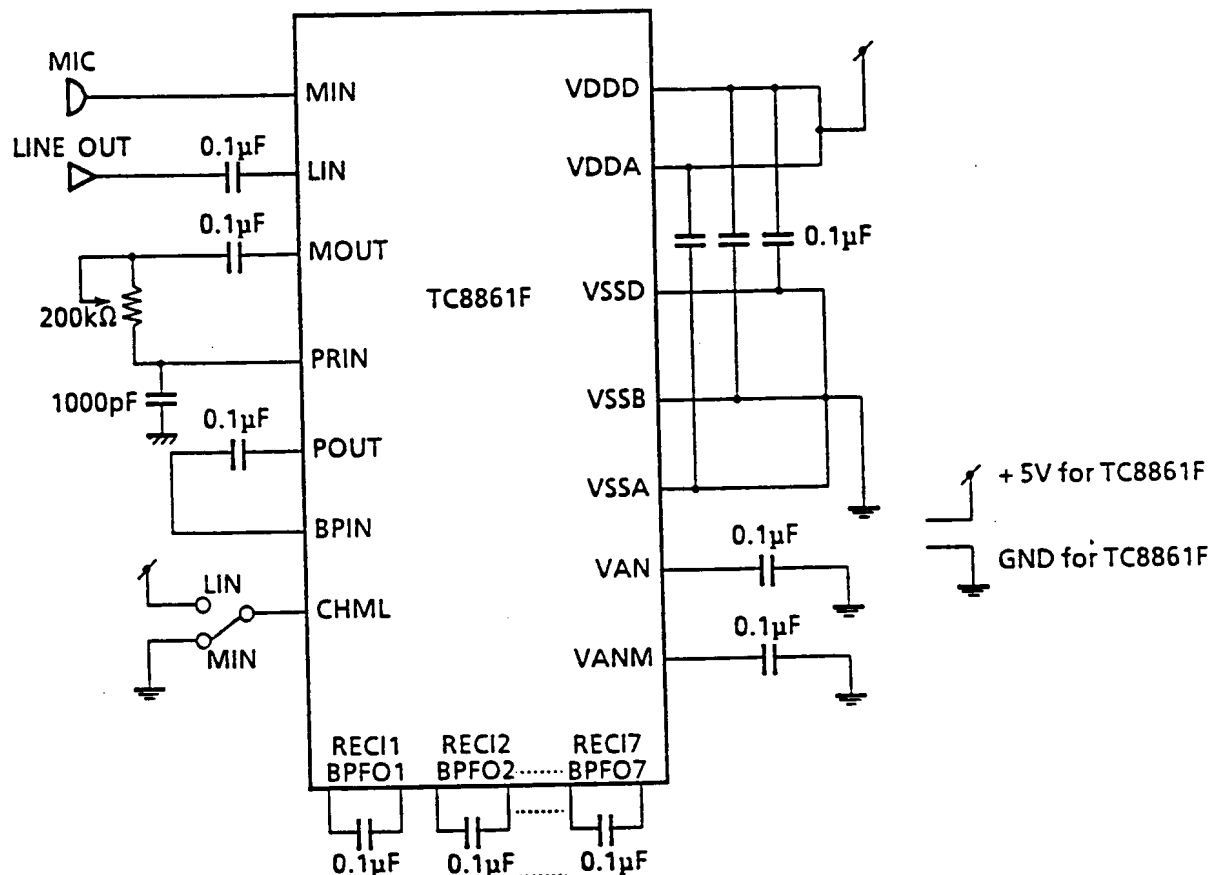 MIC
MIN
VDDD
LINE OUT
0.1µF
LIN
VDDA
0.1µF
MOUT
0.1µF
TC8861F
VSSD
200kΩ
PRIN
1000pF
VSSB
0.1µF
POUT
VSSA
+5V for TC8861F
BPIN
0.1µF
VAN
GND for TC8861F
LIN
CHML
0.1µF
MIN
VANM
RECI1 RECI2 RECI7
BPFO1 BPFO2 ........ BPFO7
0.1µF 0.1µF 0.1µF